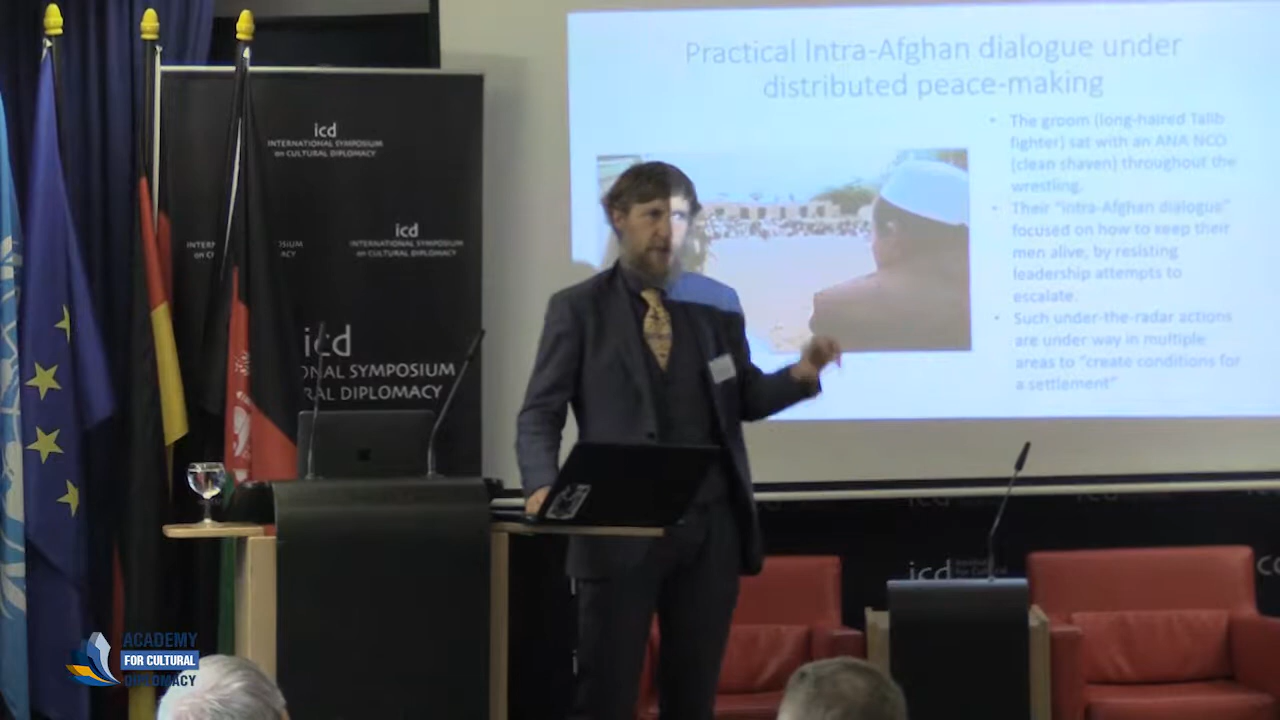 Practical Intra-Afghan dialogue under
distributed peace-making
• The groom (long-haired Talib
fighter) sat with an ANA NCO
(clean shaven) throughout the
wrestling.
• Their "intra-Afghan dialogue"
focused on how to keep their
men alive, by resisting
leadership attempts to
escalate.
• Such under-the-radar actions
are under way in multiple
areas to "create conditions for
a settlement"
icd
INTERNATIONAL SYMPOSIUM
on CULTURAL DIPLOMACY
icd
INTERNATIONAL SYMPOSIUM
on CULTURAL DIPLOMACY
icd
ONAL SYMPOSIUM
RAL DIPLOMACY
icd
ACADEMY
FOR CULTURAL
DIPLOMACY